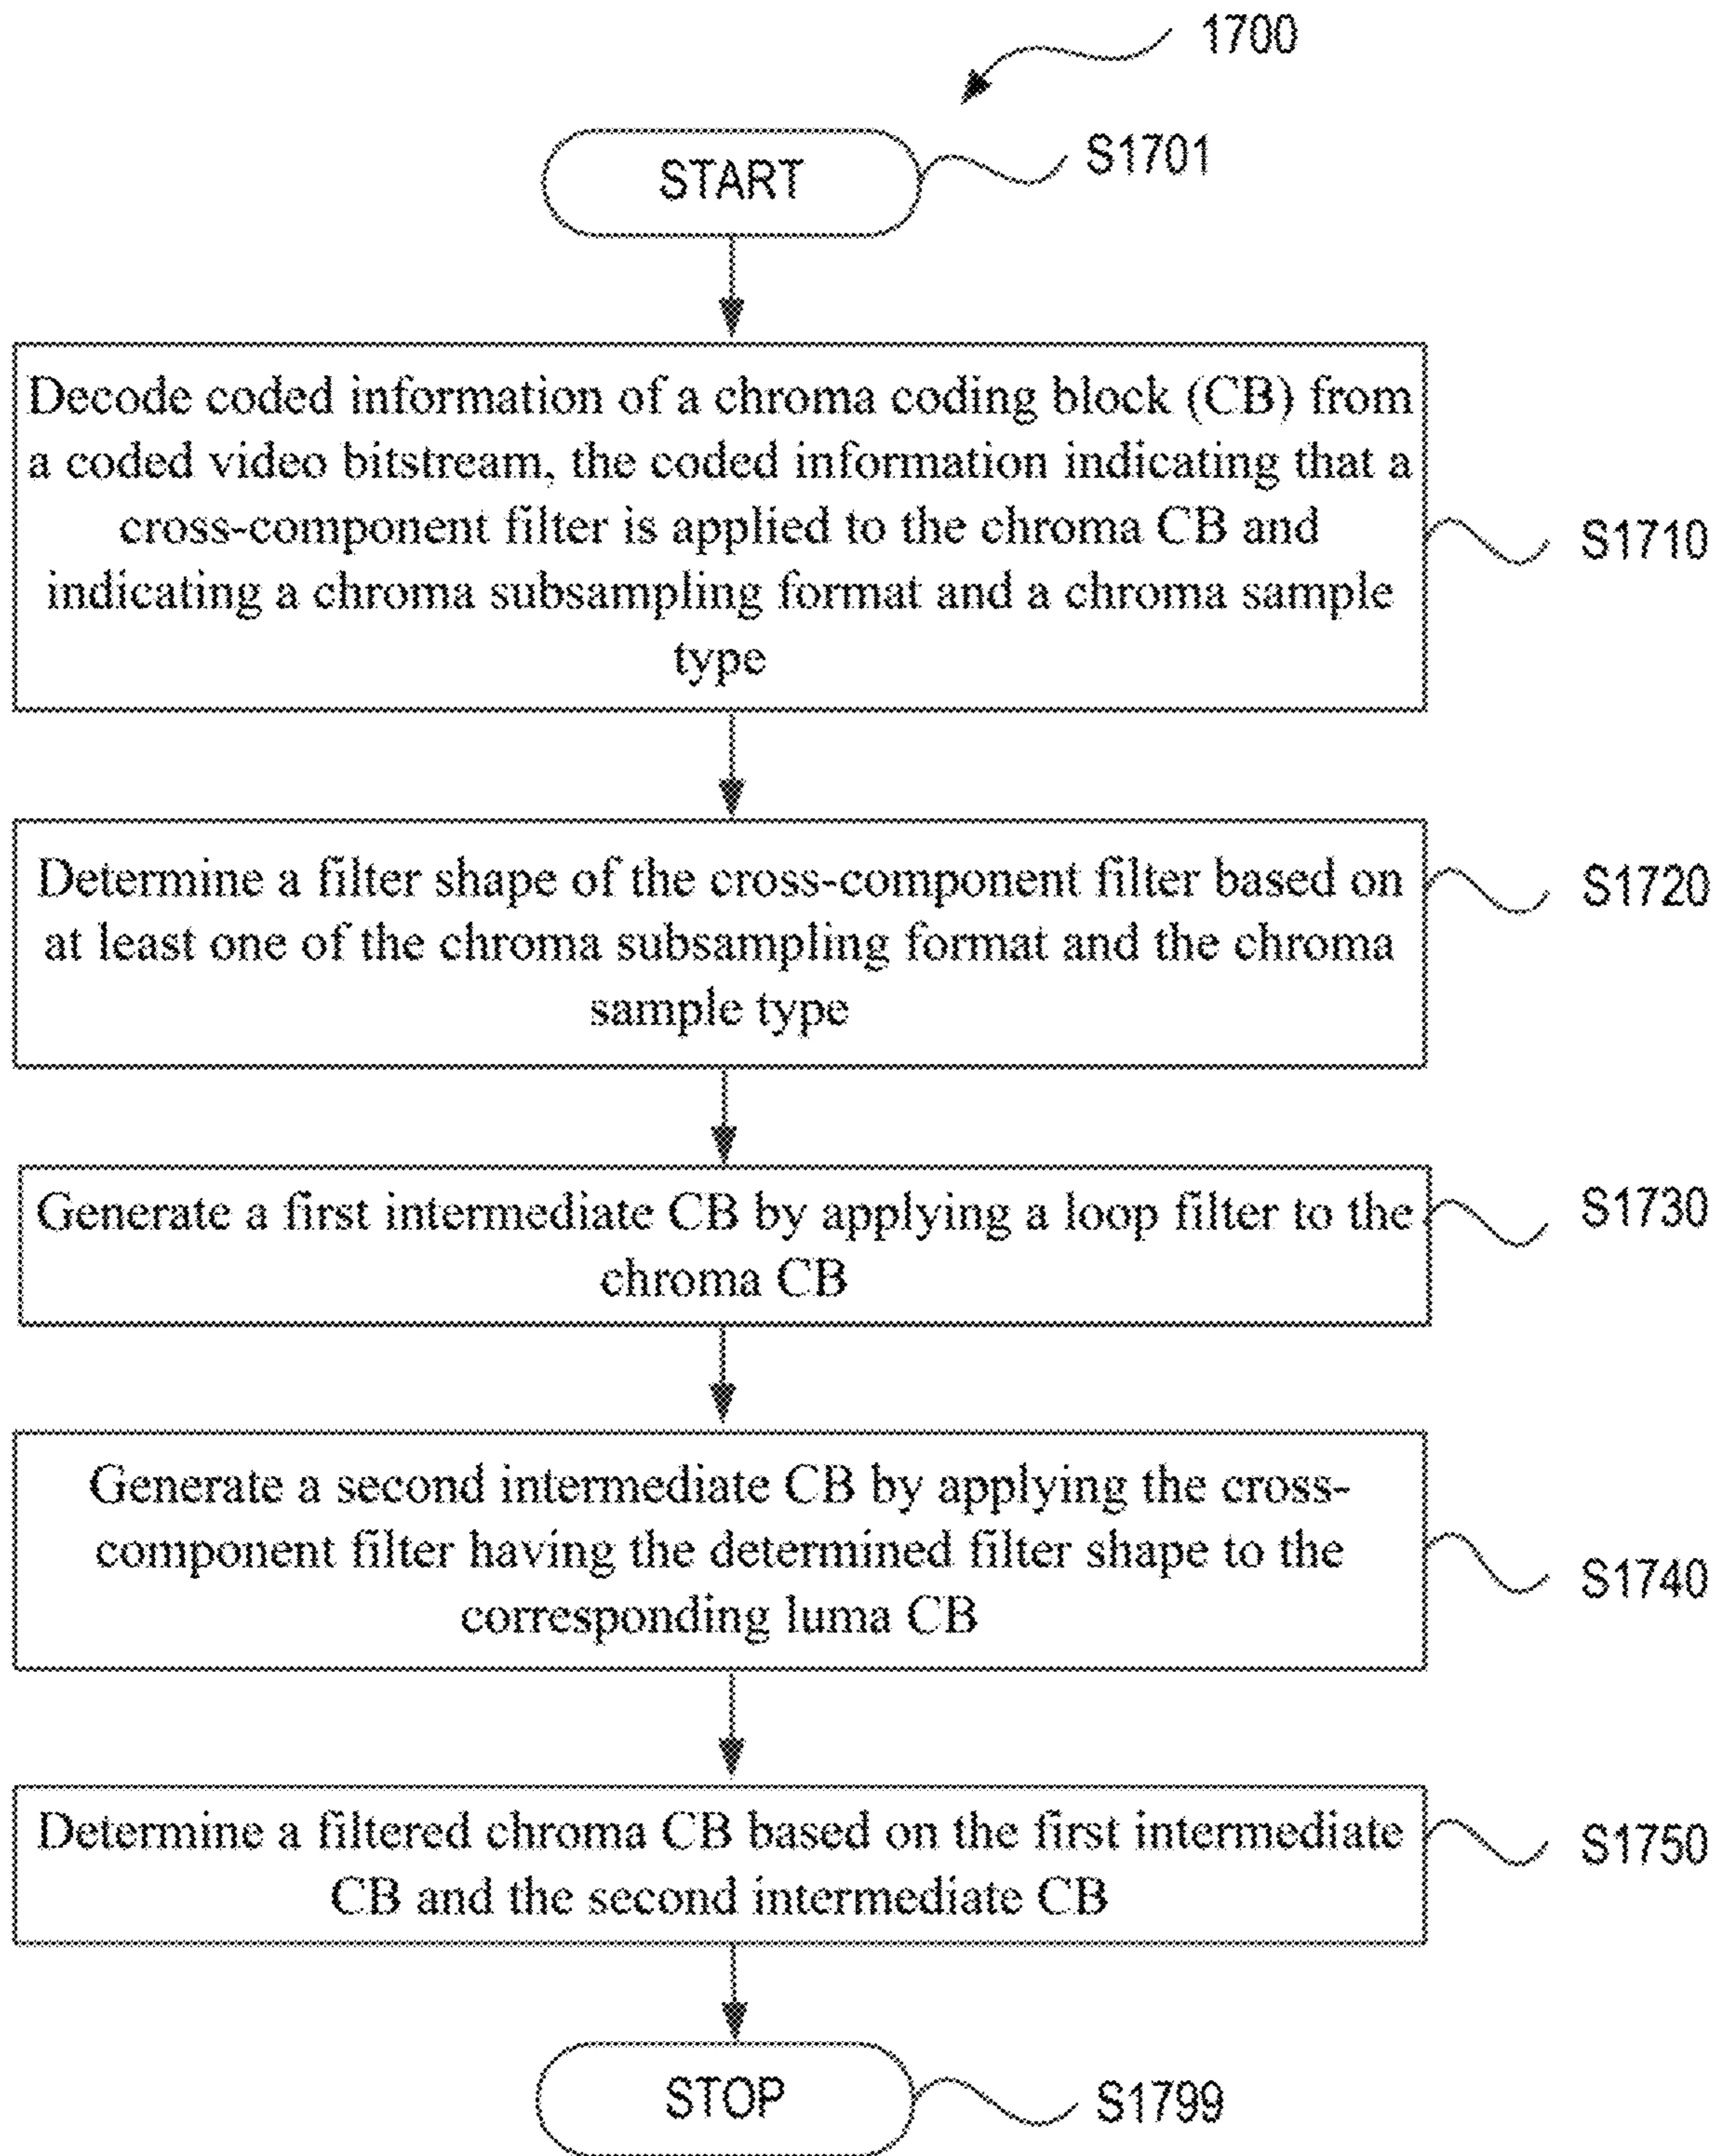 1700
START
S1701
Decode coded information of a chroma coding block (CB) from
a coded video bitstream, the coded information indicating that a
cross-component filter is applied to the chroma CB and
indicating a chroma subsampling format and a chroma sample
type
S1710
Determine a filter shape of the cross-component filter based on
at least one of the chroma subsampling format and the chroma
sample type
S1720
Generate a first intermediate CB by applying a loop filter to the
chroma CB
S1730
Generate a second intermediate CB by applying the cross-
component filter having the determined filter shape to the
corresponding luma CB
S1740
Determine a filtered chroma CB based on the first intermediate
CB and the second intermediate CB
S1750
STOP
S1799